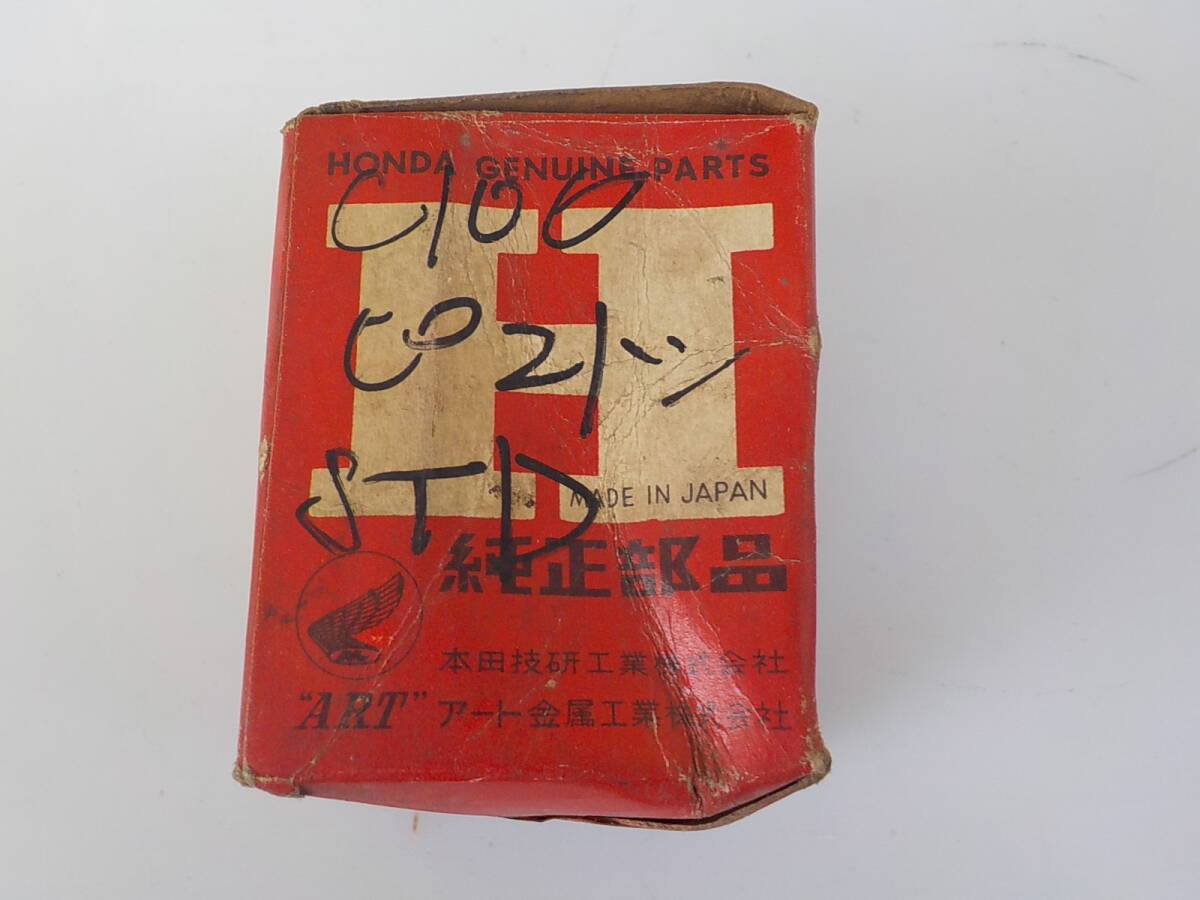 HONDA GENUINE PARTS
C100
ピストン
STD
H
MADE IN JAPAN
純正部品
本田技研工業株式会社
"ART" アート金属工業株式会社